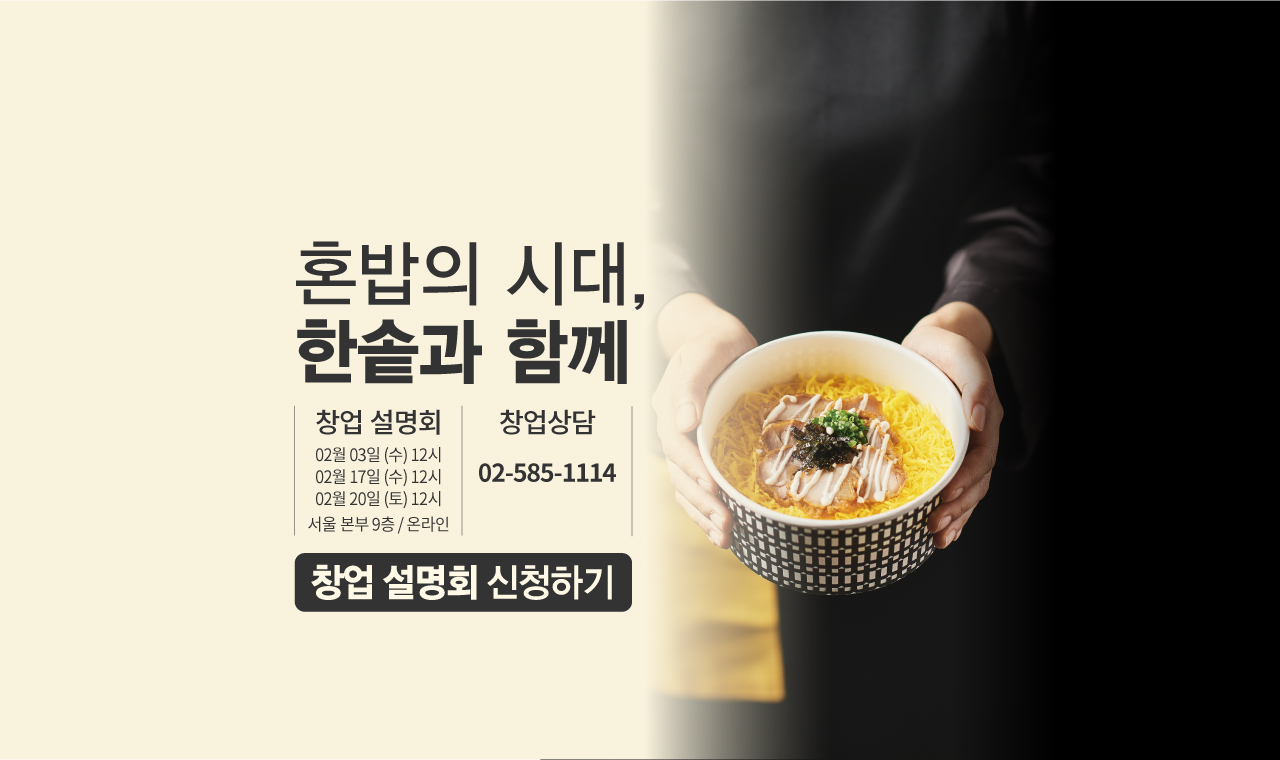 혼밥의 시대,
한솥과 함께
창업 설명회
02월 03일 (수) 12시
02월 17일 (수) 12시
02월 20일 (토) 12시
서울 본부 9층 / 온라인
창업상담
02-585-1114
창업 설명회 신청하기